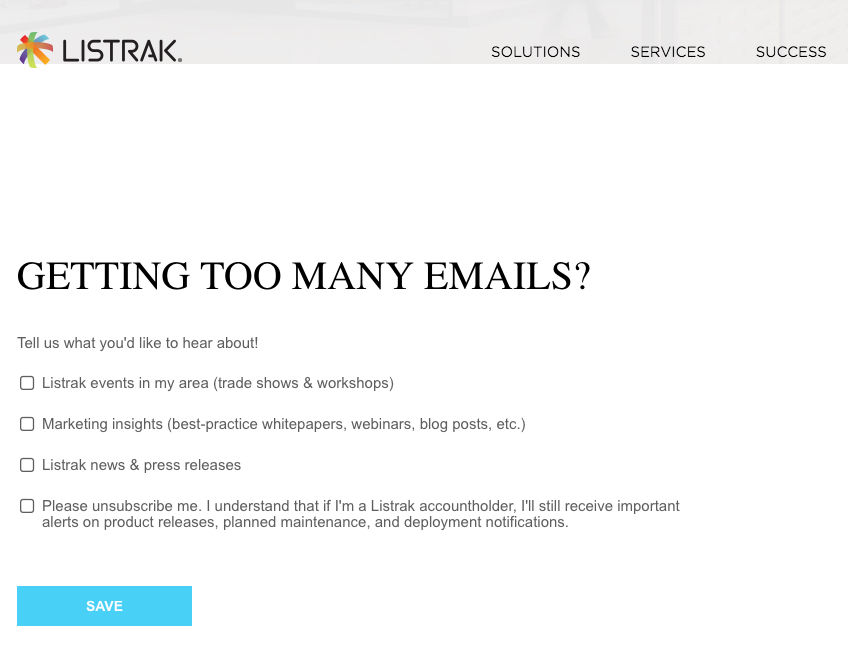 LISTRAK.
SOLUTIONS SERVICES SUCCESS
GETTING TOO MANY EMAILS?
Tell us what you'd like to hear about!
Listrak events in my area (trade shows & workshops)
Marketing insights (best-practice whitepapers, webinars, blog posts, etc.)
Listrak news & press releases
Please unsubscribe me. I understand that if I'm a Listrak accountholder, I'll still receive important
alerts on product releases, planned maintenance, and deployment notifications.
SAVE